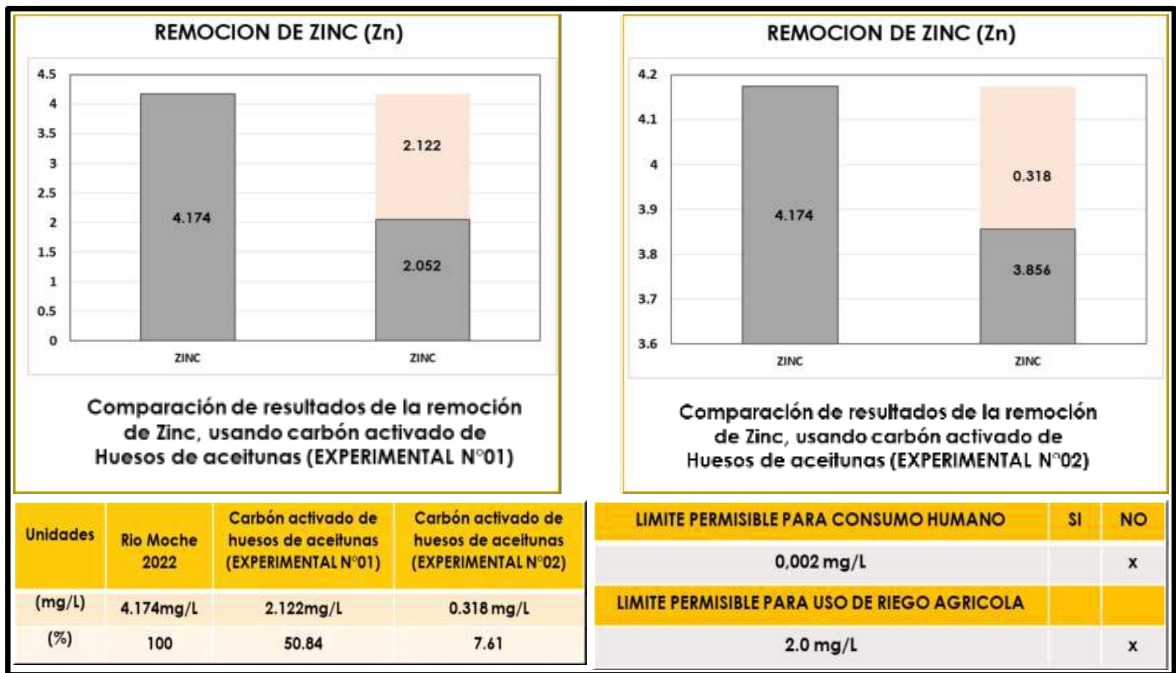 REMOCION DE ZINC (Zn)
4.5
4
3.5
3
2.5
2
1.5
1
0.5
0
4.174
2.122
2.052
ZINC
ZINC
Comparación de resultados de la remoción
de Zinc, usando carbón activado de
Huesos de aceitunas (EXPERIMENTAL N°01)
REMOCION DE ZINC (Zn)
4.2
4.1
4
3.9
3.8
3.7
3.6
4.174
0.318
3.856
ZINC
ZINC
Comparación de resultados de la remoción
de Zinc, usando carbón activado de
Huesos de aceitunas (EXPERIMENTAL N°02)
Unidades
Rio Moche
2022
Carbón activado de
huesos de aceitunas
(EXPERIMENTAL N°01)
Carbón activado de
huesos de aceitunas
(EXPERIMENTAL N°02)
(mg/L) 4.174mg/L 2.122mg/L 0.318 mg/L
(%) 100 50.84 7.61
LIMITE PERMISIBLE PARA CONSUMO HUMANO SI NO
0,002 mg/L x
LIMITE PERMISIBLE PARA USO DE RIEGO AGRICOLA
2.0 mg/L x